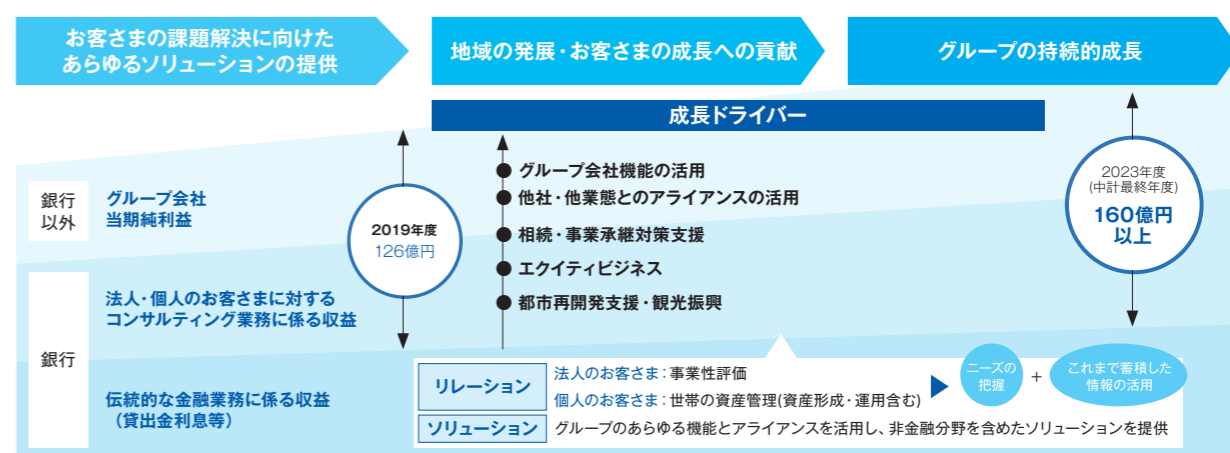 お客さまの課題解決に向けた
あらゆるソリューションの提供
地域の発展・お客さまの成長への貢献
グループの持続的成長
成長ドライバー
銀行
以外
グループ会社
当期純利益
2019年度
126億円
● グループ会社機能の活用
● 他社・他業態とのアライアンスの活用
● 相続・事業承継対策支援
● エクイティビジネス
● 都市再開発支援・観光振興
2023年度
(中計最終年度)
160億円
以上
銀行
法人・個人のお客さまに対する
コンサルティング業務に係る収益
伝統的な金融業務に係る収益
（貸出金利息等）
リレーション
法人のお客さま：事業性評価
個人のお客さま：世帯の資産管理(資産形成・運用含む)
ニーズの
把握
+
これまで蓄積した
情報の活用
ソリューション
グループのあらゆる機能とアライアンスを活用し、非金融分野を含めたソリューションを提供